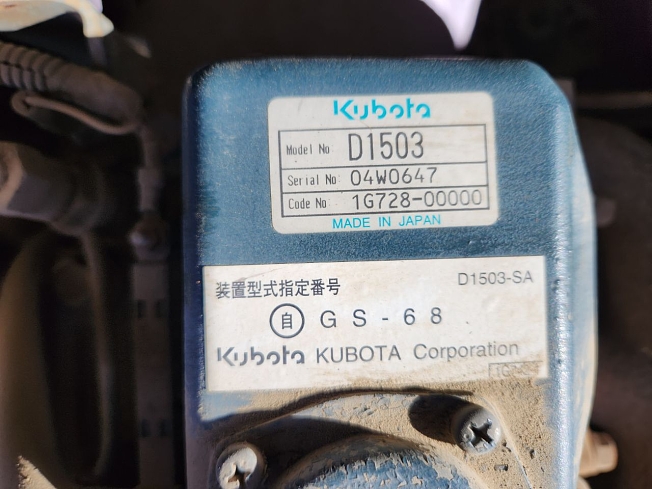 Kubota
Model No D1503
Serial No 04W0647
Code No 1G728-00000
MADE IN JAPAN
装置型式指定番号 D1503-SA
自 GS-68
Kubota KUBOTA Corporation